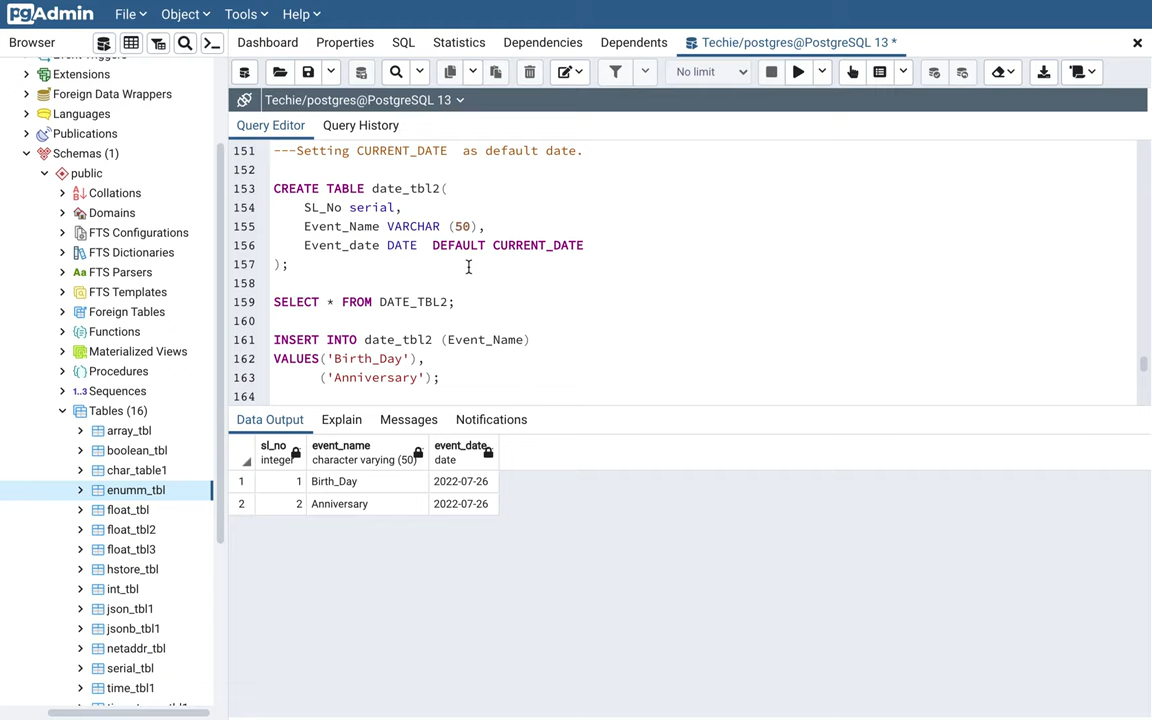 pgAdmin File Object Tools Help
Browser
Dashboard Properties SQL Statistics Dependencies Dependents Techie/postgres@PostgreSQL 13 *
No limit
Techie/postgres@PostgreSQL 13
Query Editor Query History
Extensions
Foreign Data Wrappers
Languages
Publications
Schemas (1)
public
Collations
Domains
FTS Configurations
FTS Dictionaries
Aa FTS Parsers
FTS Templates
Foreign Tables
Functions
Materialized Views
Procedures
1..3 Sequences
Tables (16)
array_tbl
boolean_tbl
char_table1
enumm_tbl
float_tbl
float_tbl2
float_tbl3
hstore_tbl
int_tbl
json_tbl1
jsonb_tbl1
netaddr_tbl
serial_tbl
time_tbl1
151 ---Setting CURRENT_DATE  as default date.
152
153 CREATE TABLE date_tbl2(
154     SL_No serial,
155     Event_Name VARCHAR (50),
156     Event_date DATE  DEFAULT CURRENT_DATE
157 );
158
159 SELECT * FROM DATE_TBL2;
160
161 INSERT INTO date_tbl2 (Event_Name)
162 VALUES('Birth_Day'),
163       ('Anniversary');
164
Data Output Explain Messages Notifications
sl_no event_name event_date
integer character varying (50) date
1 1 Birth_Day 2022-07-26
2 2 Anniversary 2022-07-26